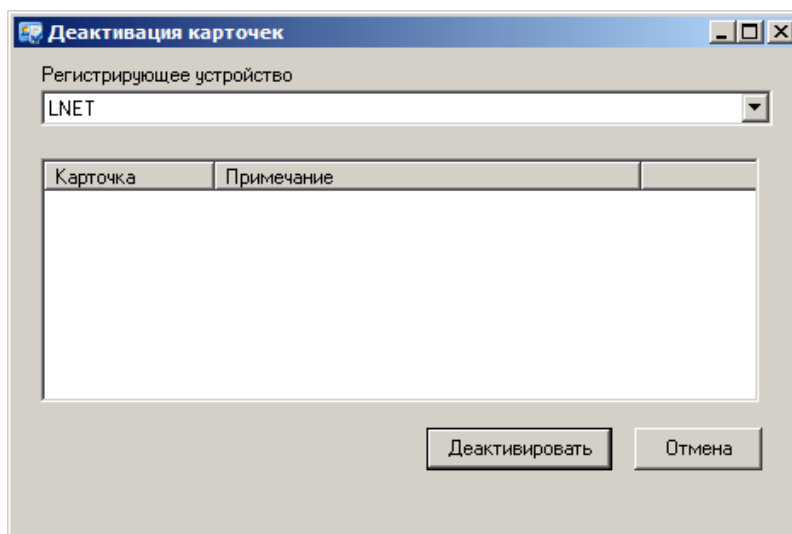 Деактивация карточек
Регистрирующее устройство
LNET
Карточка Примечание
Деактивировать Отмена